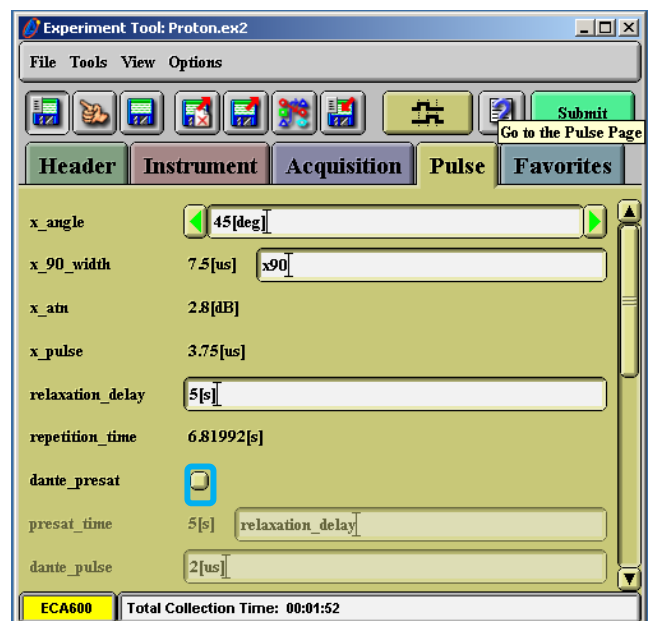 Experiment Tool: Proton.ex2
File Tools View Options
Submit
Go to the Pulse Page
Header Instrument Acquisition Pulse Favorites
x_angle 45[deg]
x_90_width 7.5[us] x90
x_atn 2.8[dB]
x_pulse 3.75[us]
relaxation_delay 5[s]
repetition_time 6.81992[s]
dante_presat
presat_time 5[s] relaxation_delay
dante_pulse 2[us]
ECA600 Total Collection Time: 00:01:52